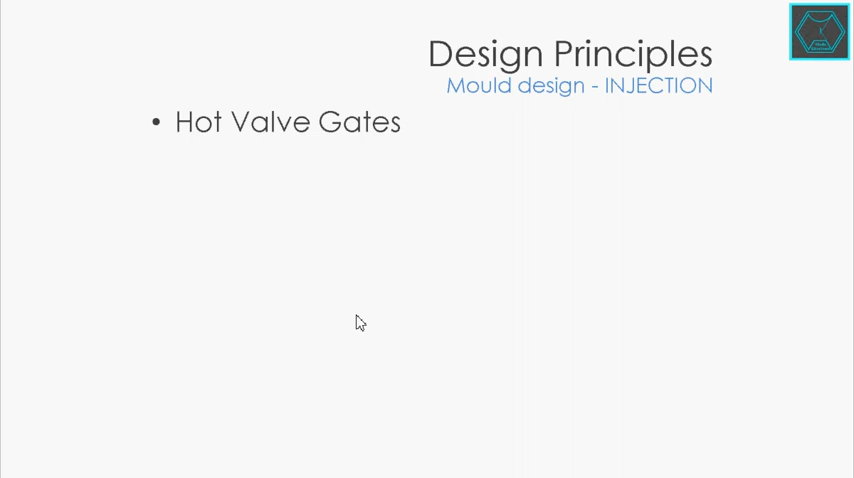 Design Principles
Mould design - INJECTION
• Hot Valve Gates